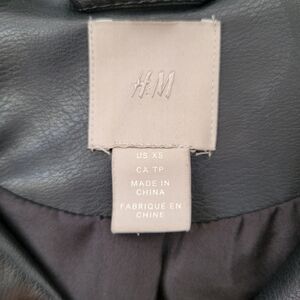 H&M
US XS
CA TP
MADE IN
CHINA
FABRIQUÉ EN
CHINE